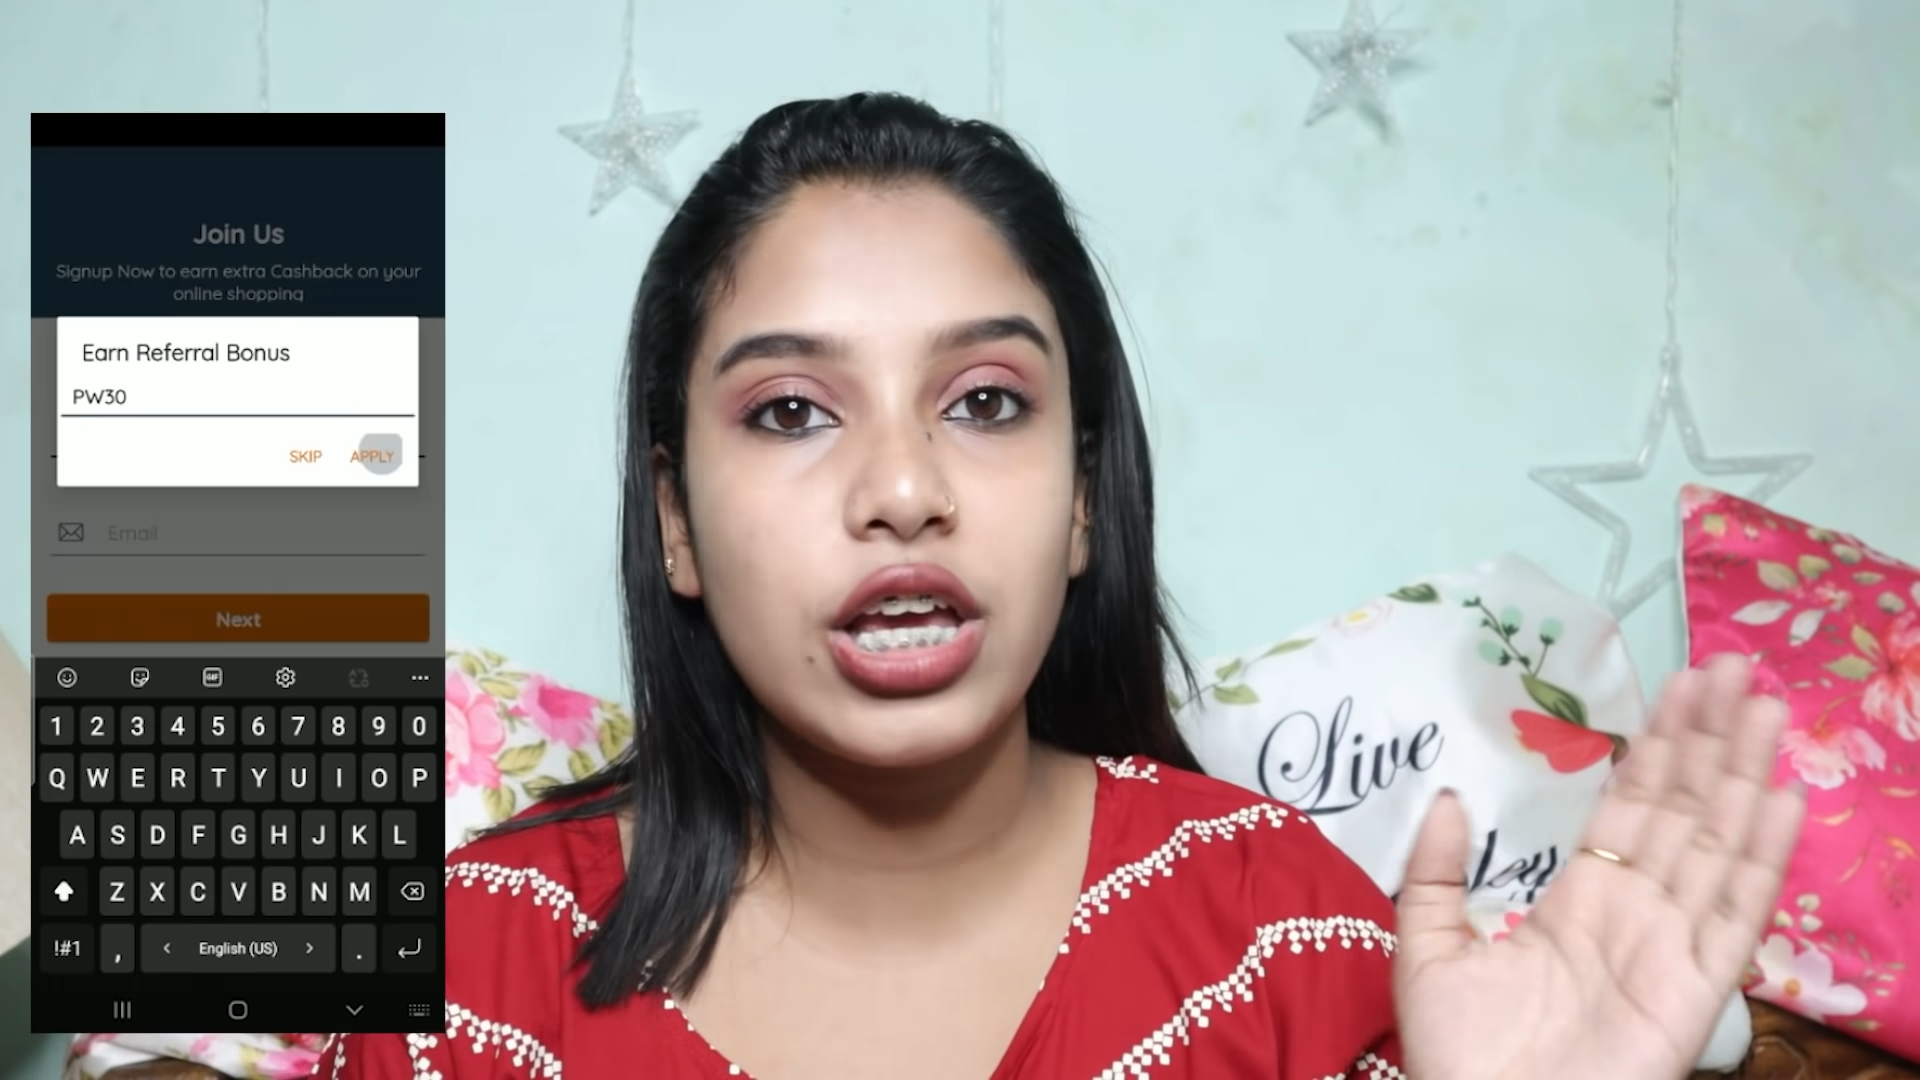 Join Us
Signup Now to earn extra Cashback on your
online shopping
Earn Referral Bonus
PW30
SKIP APPLY
Email
Next
GIF
1 2 3 4 5 6 7 8 9 0
Q W E R T Y U I O P
A S D F G H J K L
Z X C V B N M
!#1 , < English (US) > .
Live